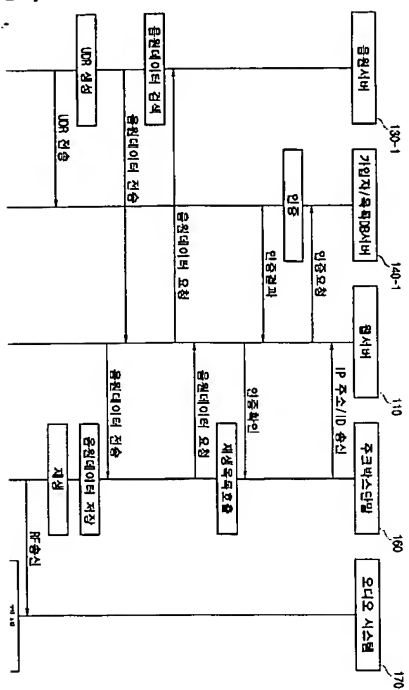 음원서버
130-1
가입자/목록DB서버
140-1
웹서버
110
쥬크박스단말
160
오디오 시스템
170
IP 주소/ID 송신
인증요청
인증
인증결과
인증확인
재생목록호출
음원데이터 요청
음원데이터 요청
음원데이터 검색
음원데이터 전송
음원데이터 전송
음원데이터 저장
UDR 생성
UDR 전송
재생
RF송신